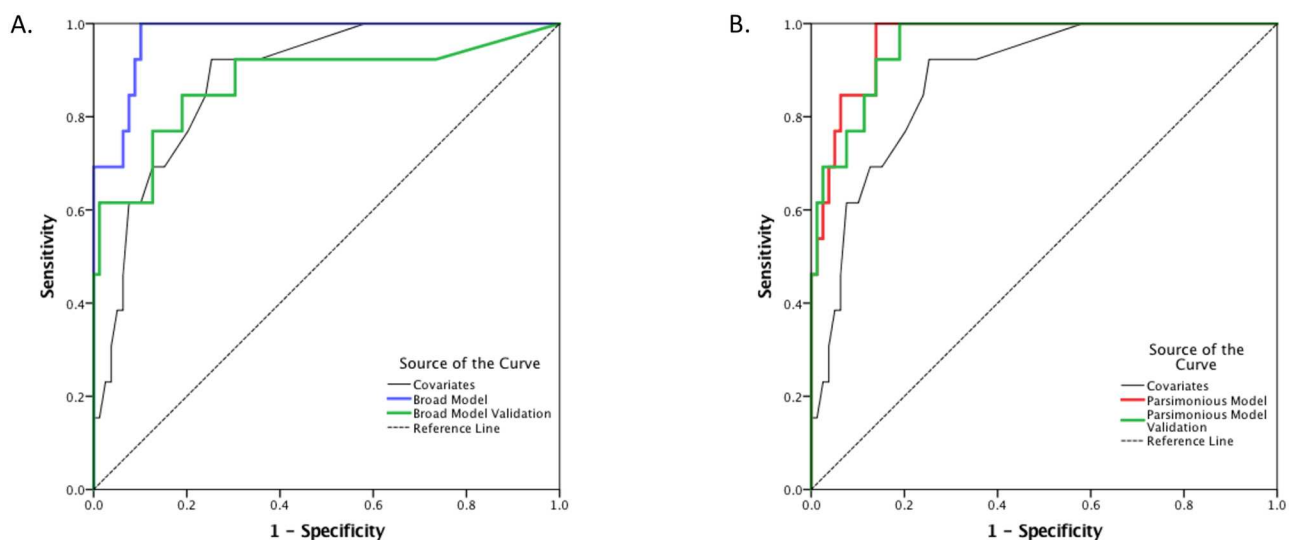 A.
1.0
0.8
0.6
0.4
0.2
0.0
Sensitivity
0.0 0.2 0.4 0.6 0.8 1.0
1 - Specificity
Source of the Curve
Covariates
Broad Model
Broad Model Validation
Reference Line
B.
1.0
0.8
0.6
0.4
0.2
0.0
Sensitivity
0.0 0.2 0.4 0.6 0.8 1.0
1 - Specificity
Source of the
Curve
Covariates
Parsimonious Model
Parsimonious Model
Validation
Reference Line